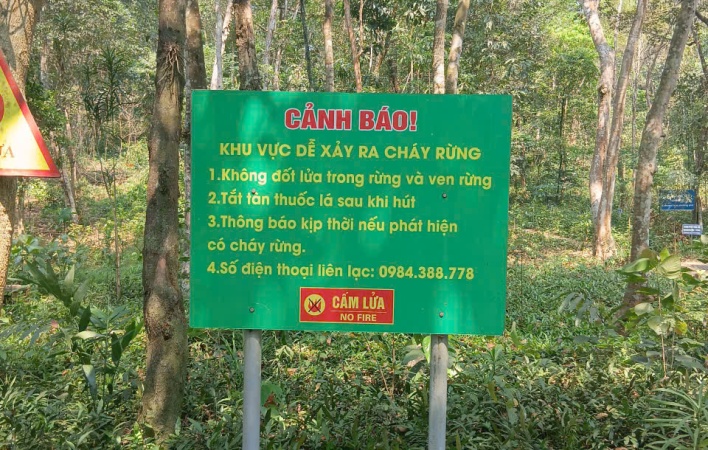 CẢNH BÁO!
KHU VỰC DỄ XẢY RA CHÁY RỪNG
1.Không đốt lửa trong rừng và ven rừng
2.Tắt tàn thuốc lá sau khi hút
3.Thông báo kịp thời nếu phát hiện
có cháy rừng.
4.Số điện thoại liên lạc: 0984.388.778
CẤM LỬA
NO FIRE